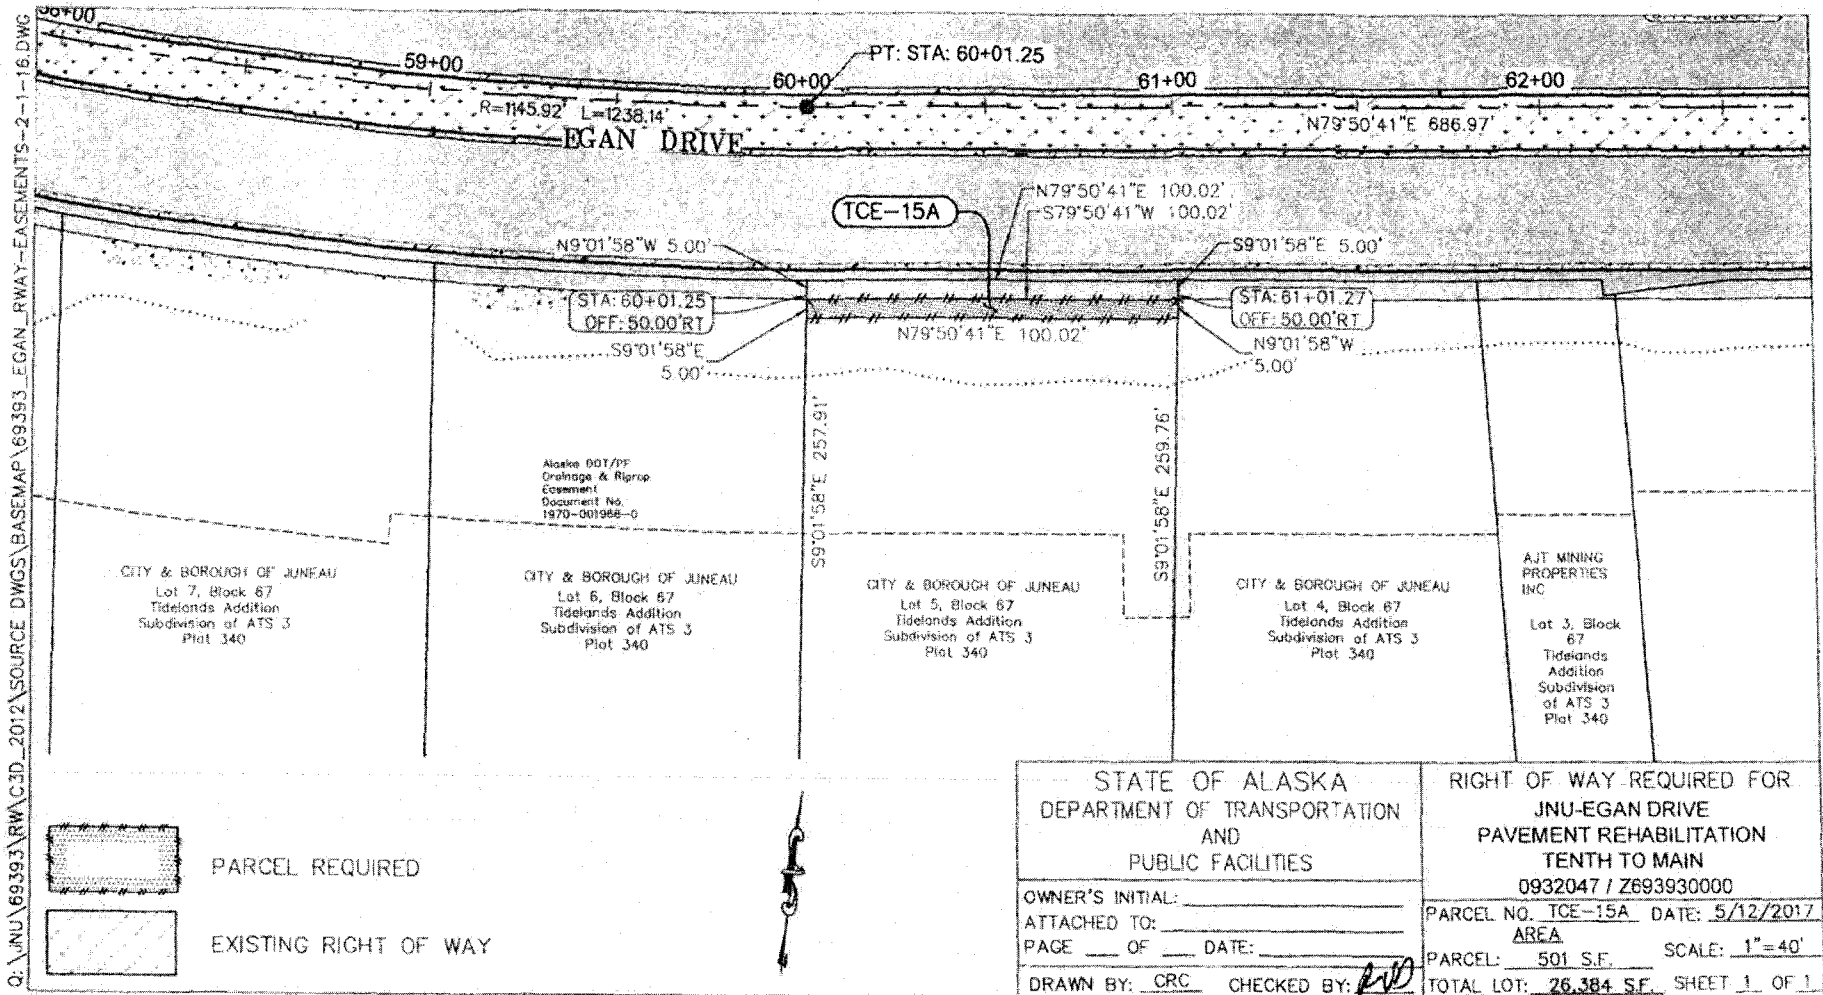 58+00
59+00
60+00
PT: STA: 60+01.25
61+00
62+00
R=1145.92' L=1238.14'
EGAN DRIVE
N79°50'41"E 686.97'
TCE-15A
N79°50'41"E 100.02'
S79°50'41"W 100.02'
N9°01'58"W 5.00'
S9°01'58"E 5.00'
STA: 60+01.25
OFF: 50.00'RT
STA: 61+01.27
OFF: 50.00'RT
N79°50'41"E 100.02'
S9°01'58"E
5.00'
N9°01'58"W
5.00'
S9°01'58"E 257.91'
S9°01'58"E 259.76'
Alaska DOT/PF
Drainage & Riprap
Easement
Document No.
1970-001968-0
CITY & BOROUGH OF JUNEAU
Lot 7, Block 67
Tidelands Addition
Subdivision of ATS 3
Plat 340
CITY & BOROUGH OF JUNEAU
Lot 6, Block 67
Tidelands Addition
Subdivision of ATS 3
Plat 340
CITY & BOROUGH OF JUNEAU
Lot 5, Block 67
Tidelands Addition
Subdivision of ATS 3
Plat 340
CITY & BOROUGH OF JUNEAU
Lot 4, Block 67
Tidelands Addition
Subdivision of ATS 3
Plat 340
AJT MINING
PROPERTIES
INC
Lot 3, Block
67
Tidelands
Addition
Subdivision
of ATS 3
Plat 340
PARCEL REQUIRED
EXISTING RIGHT OF WAY
STATE OF ALASKA
DEPARTMENT OF TRANSPORTATION
AND
PUBLIC FACILITIES
OWNER'S INITIAL:
ATTACHED TO:
PAGE ___ OF ___ DATE:
DRAWN BY: CRC CHECKED BY:
RIGHT OF WAY REQUIRED FOR
JNU-EGAN DRIVE
PAVEMENT REHABILITATION
TENTH TO MAIN
0932047 / Z693930000
PARCEL NO. TCE-15A DATE: 5/12/2017
AREA
PARCEL: 501 S.F. SCALE: 1"=40'
TOTAL LOT: 26,384 S.F. SHEET 1 OF 1
Q:\JNU\69393\RW\C3D_2012\SOURCE DWGS\BASEMAP\69393_EGAN_RWAY-EASEMENTS-2-1-16.DWG